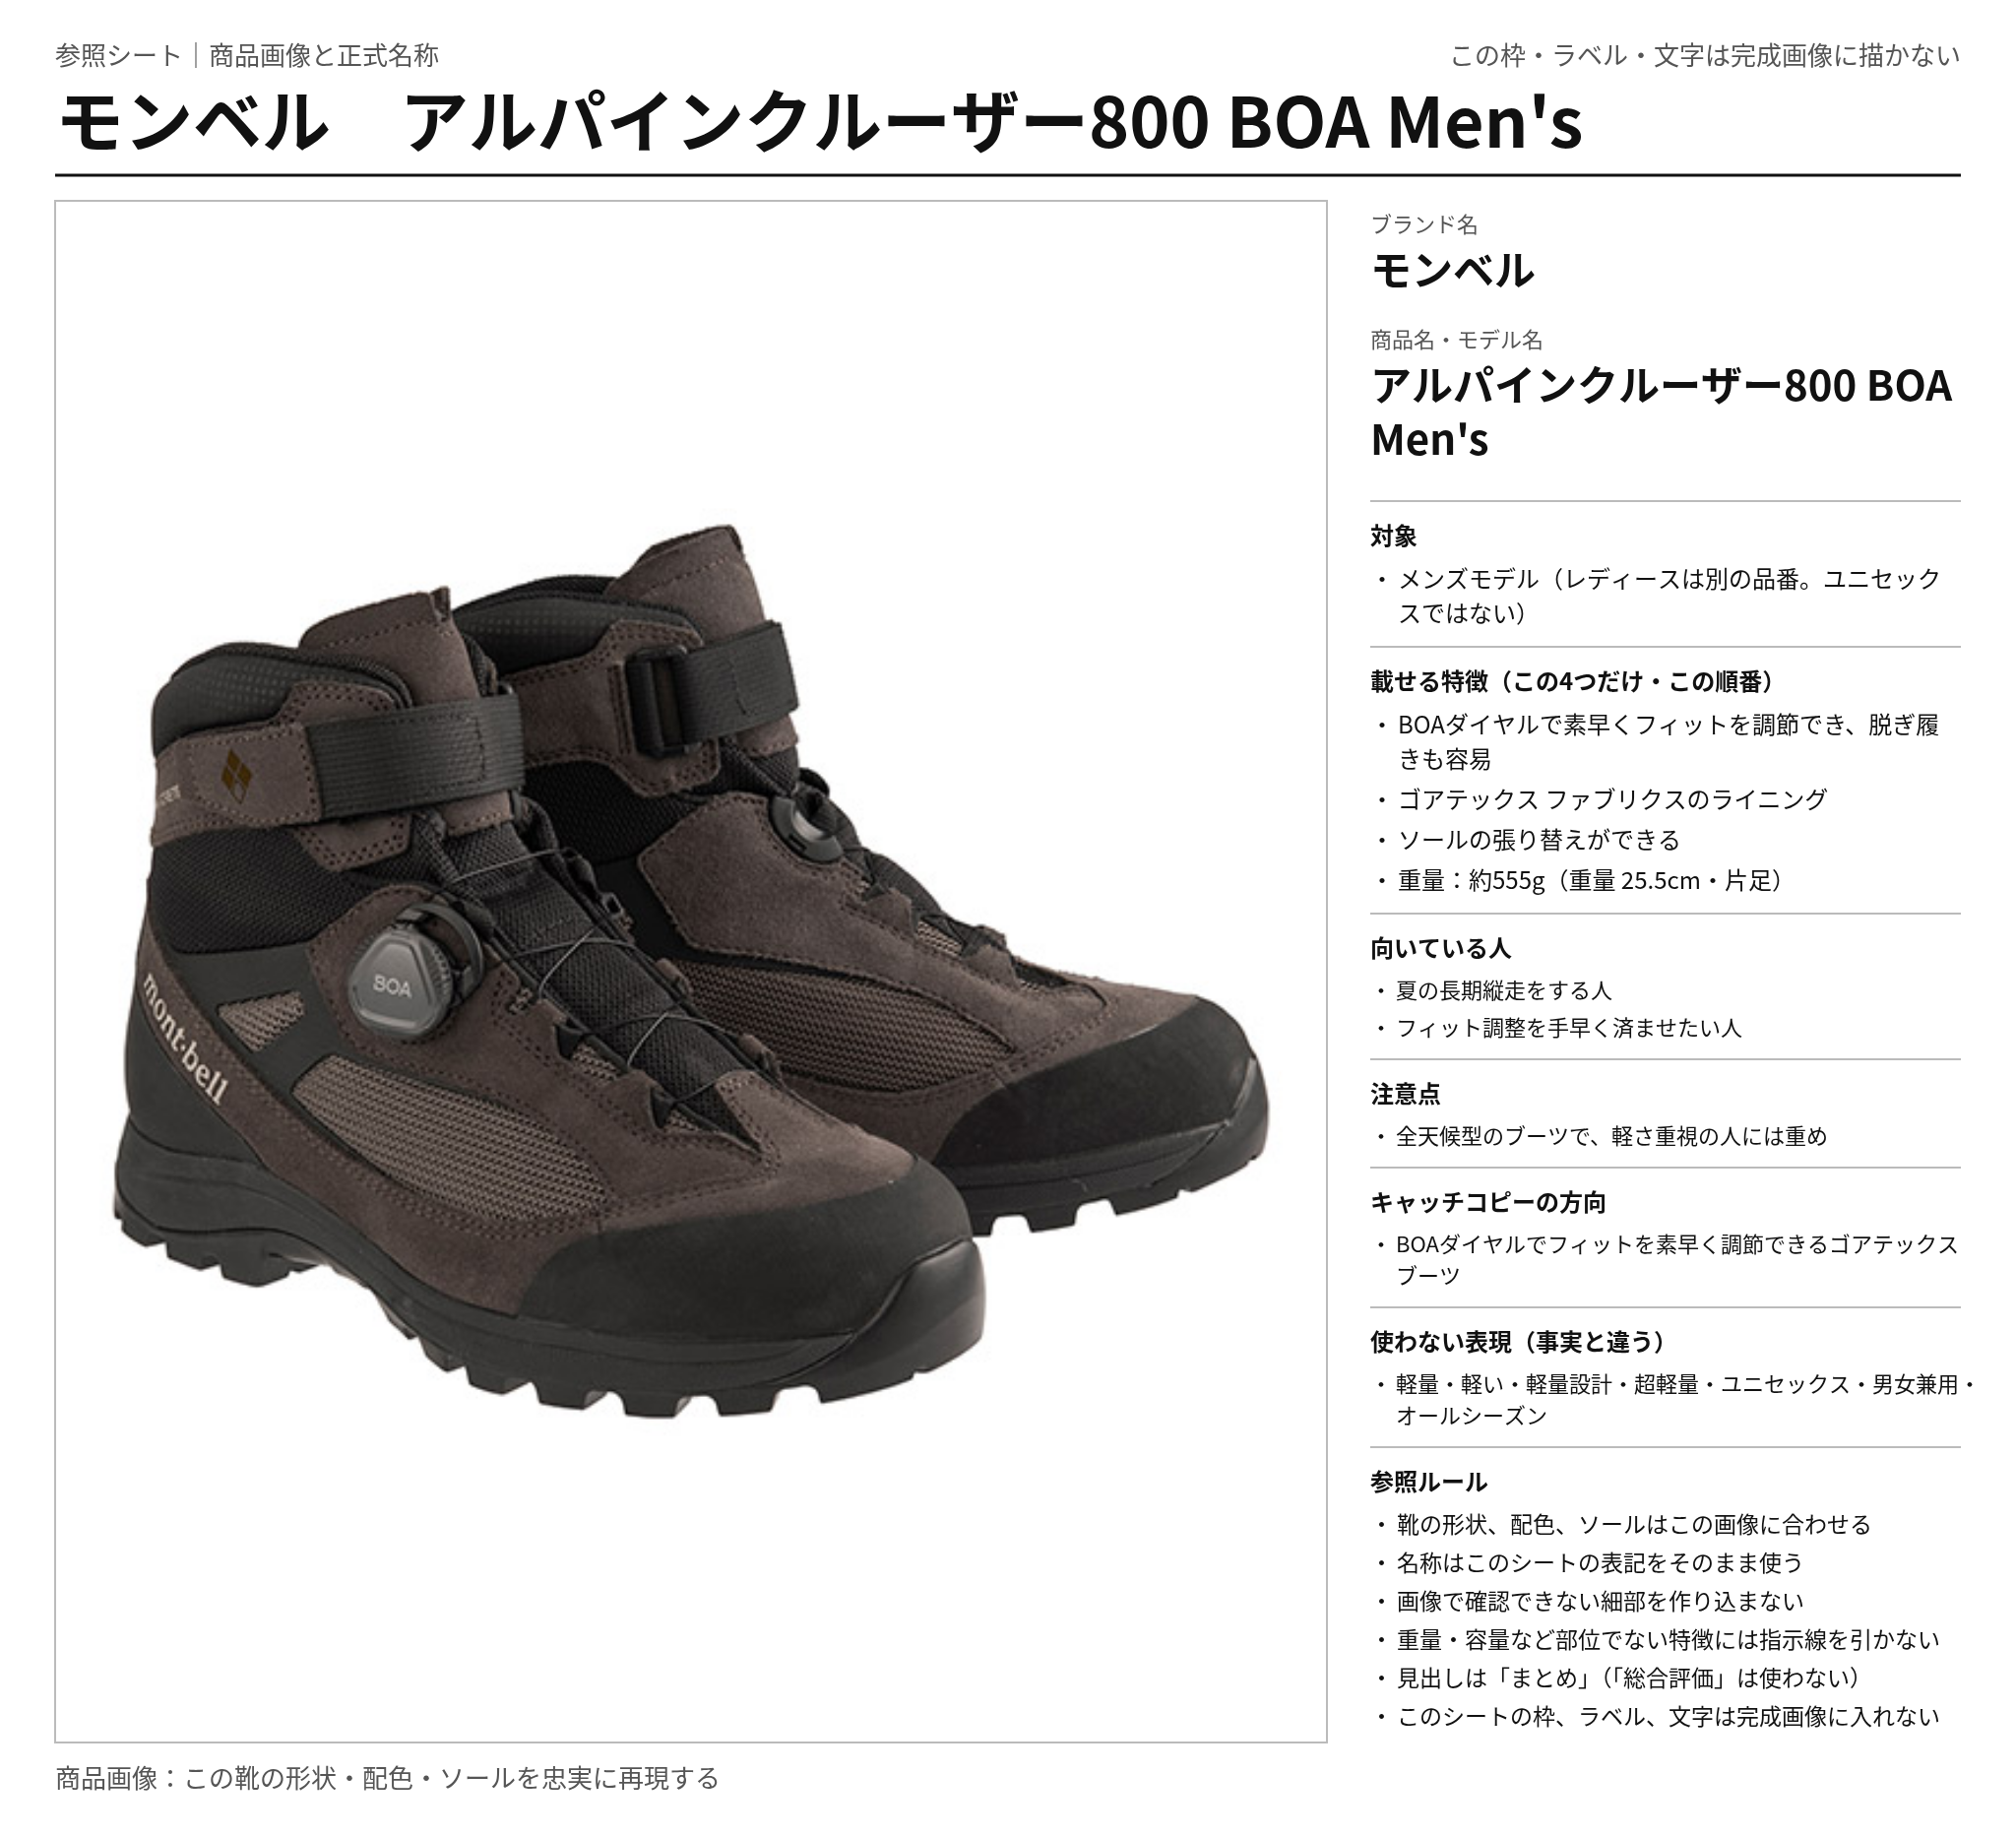 参照シート｜商品画像と正式名称
この枠・ラベル・文字は完成画像に描かない
モンベル　アルパインクルーザー800 BOA Men's
ブランド名
モンベル
商品名・モデル名
アルパインクルーザー800 BOA
Men's
対象
・メンズモデル（レディースは別の品番。ユニセック
スではない）
載せる特徴（この4つだけ・この順番）
・BOAダイヤルで素早くフィットを調節でき、脱ぎ履
きも容易
・ゴアテックス ファブリクスのライニング
・ソールの張り替えができる
・重量：約555g（重量 25.5cm・片足）
向いている人
・夏の長期縦走をする人
・フィット調整を手早く済ませたい人
注意点
・全天候型のブーツで、軽さ重視の人には重め
キャッチコピーの方向
・BOAダイヤルでフィットを素早く調節できるゴアテックス
ブーツ
使わない表現（事実と違う）
・軽量・軽い・軽量設計・超軽量・ユニセックス・男女兼用・
オールシーズン
参照ルール
・靴の形状、配色、ソールはこの画像に合わせる
・名称はこのシートの表記をそのまま使う
・画像で確認できない細部を作り込まない
・重量・容量など部位でない特徴には指示線を引かない
・見出しは「まとめ」（「総合評価」は使わない）
・このシートの枠、ラベル、文字は完成画像に入れない
BOA
mont·bell
商品画像：この靴の形状・配色・ソールを忠実に再現する